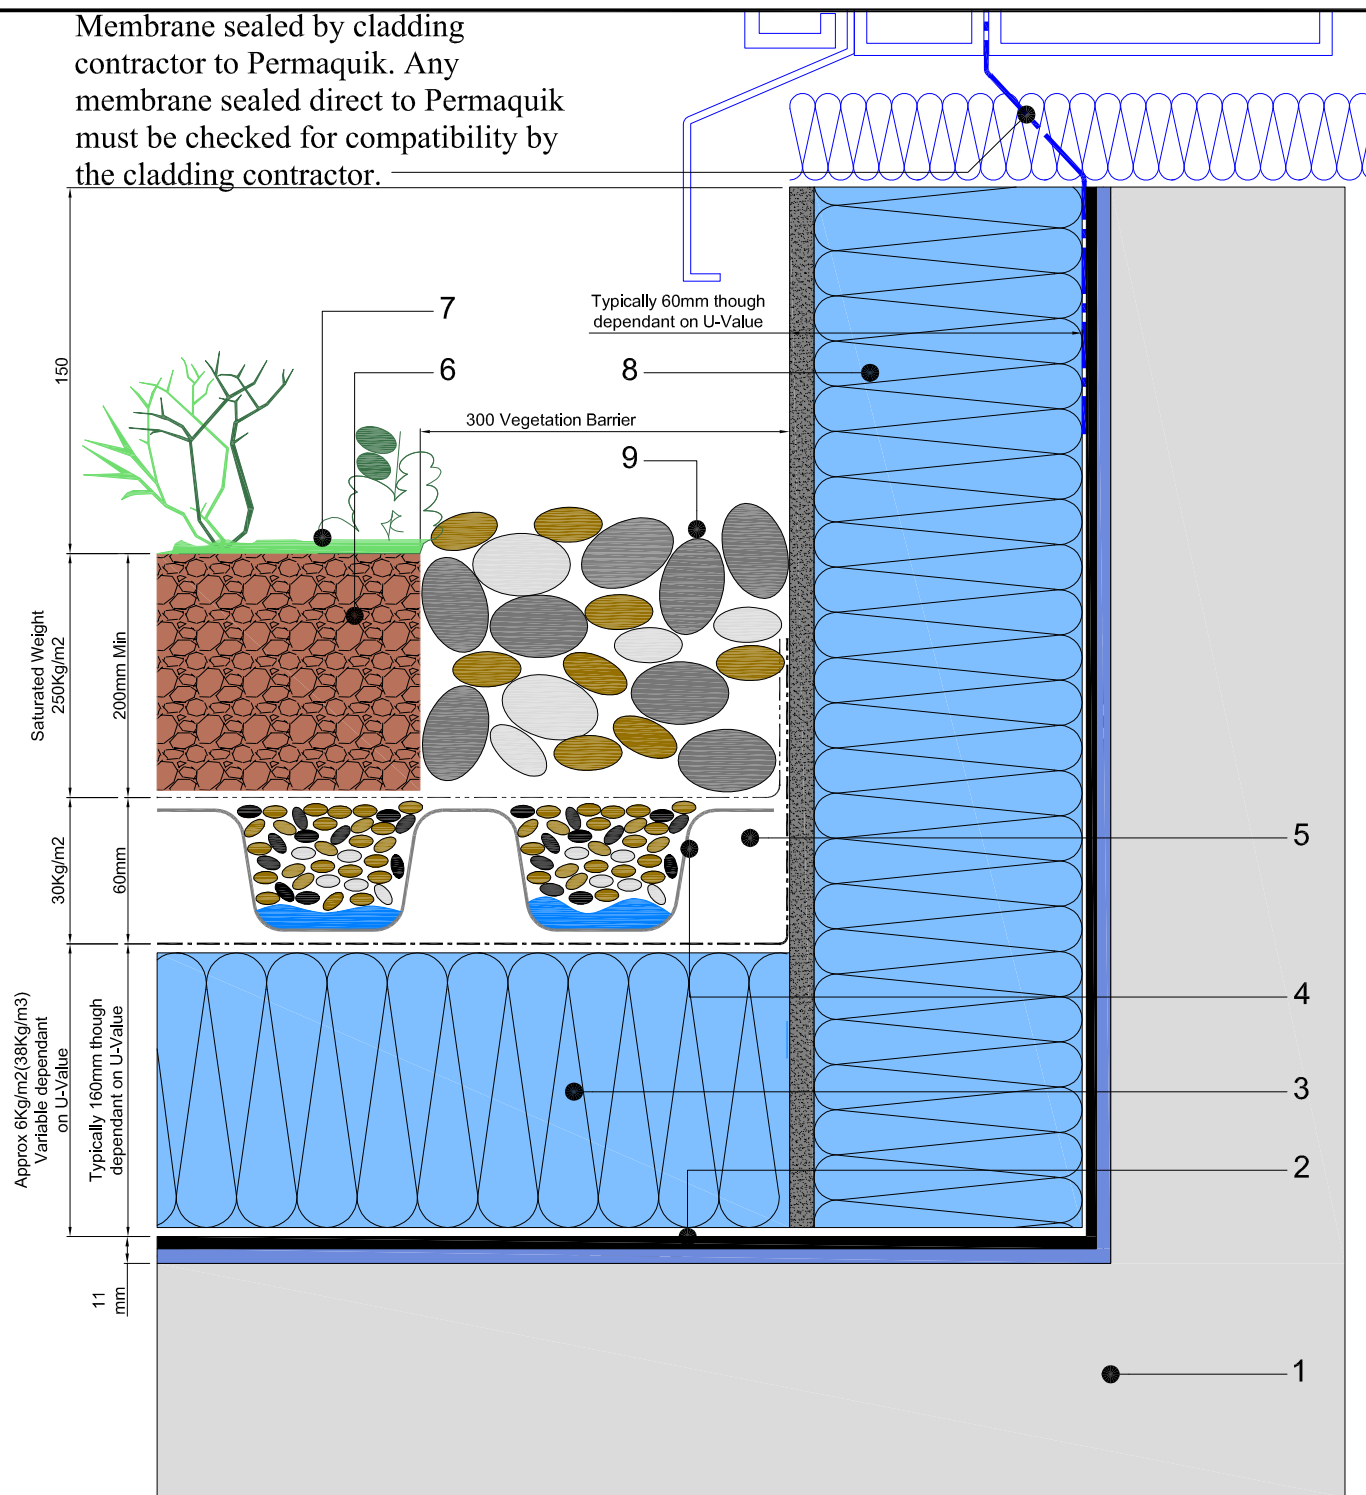 Membrane sealed by cladding
contractor to Permaquik. Any
membrane sealed direct to Permaquik
must be checked for compatibility by
the cladding contractor.
150
7
6
Typically 60mm though
dependant on U-Value
8
300 Vegetation Barrier
9
Saturated Weight
250Kg/m2
200mm Min
30Kg/m2
60mm
5
4
Approx 6Kg/m2(38Kg/m3)
Variable dependant
on U-Value
Typically 160mm though
dependant on U-Value
3
2
11
mm
1